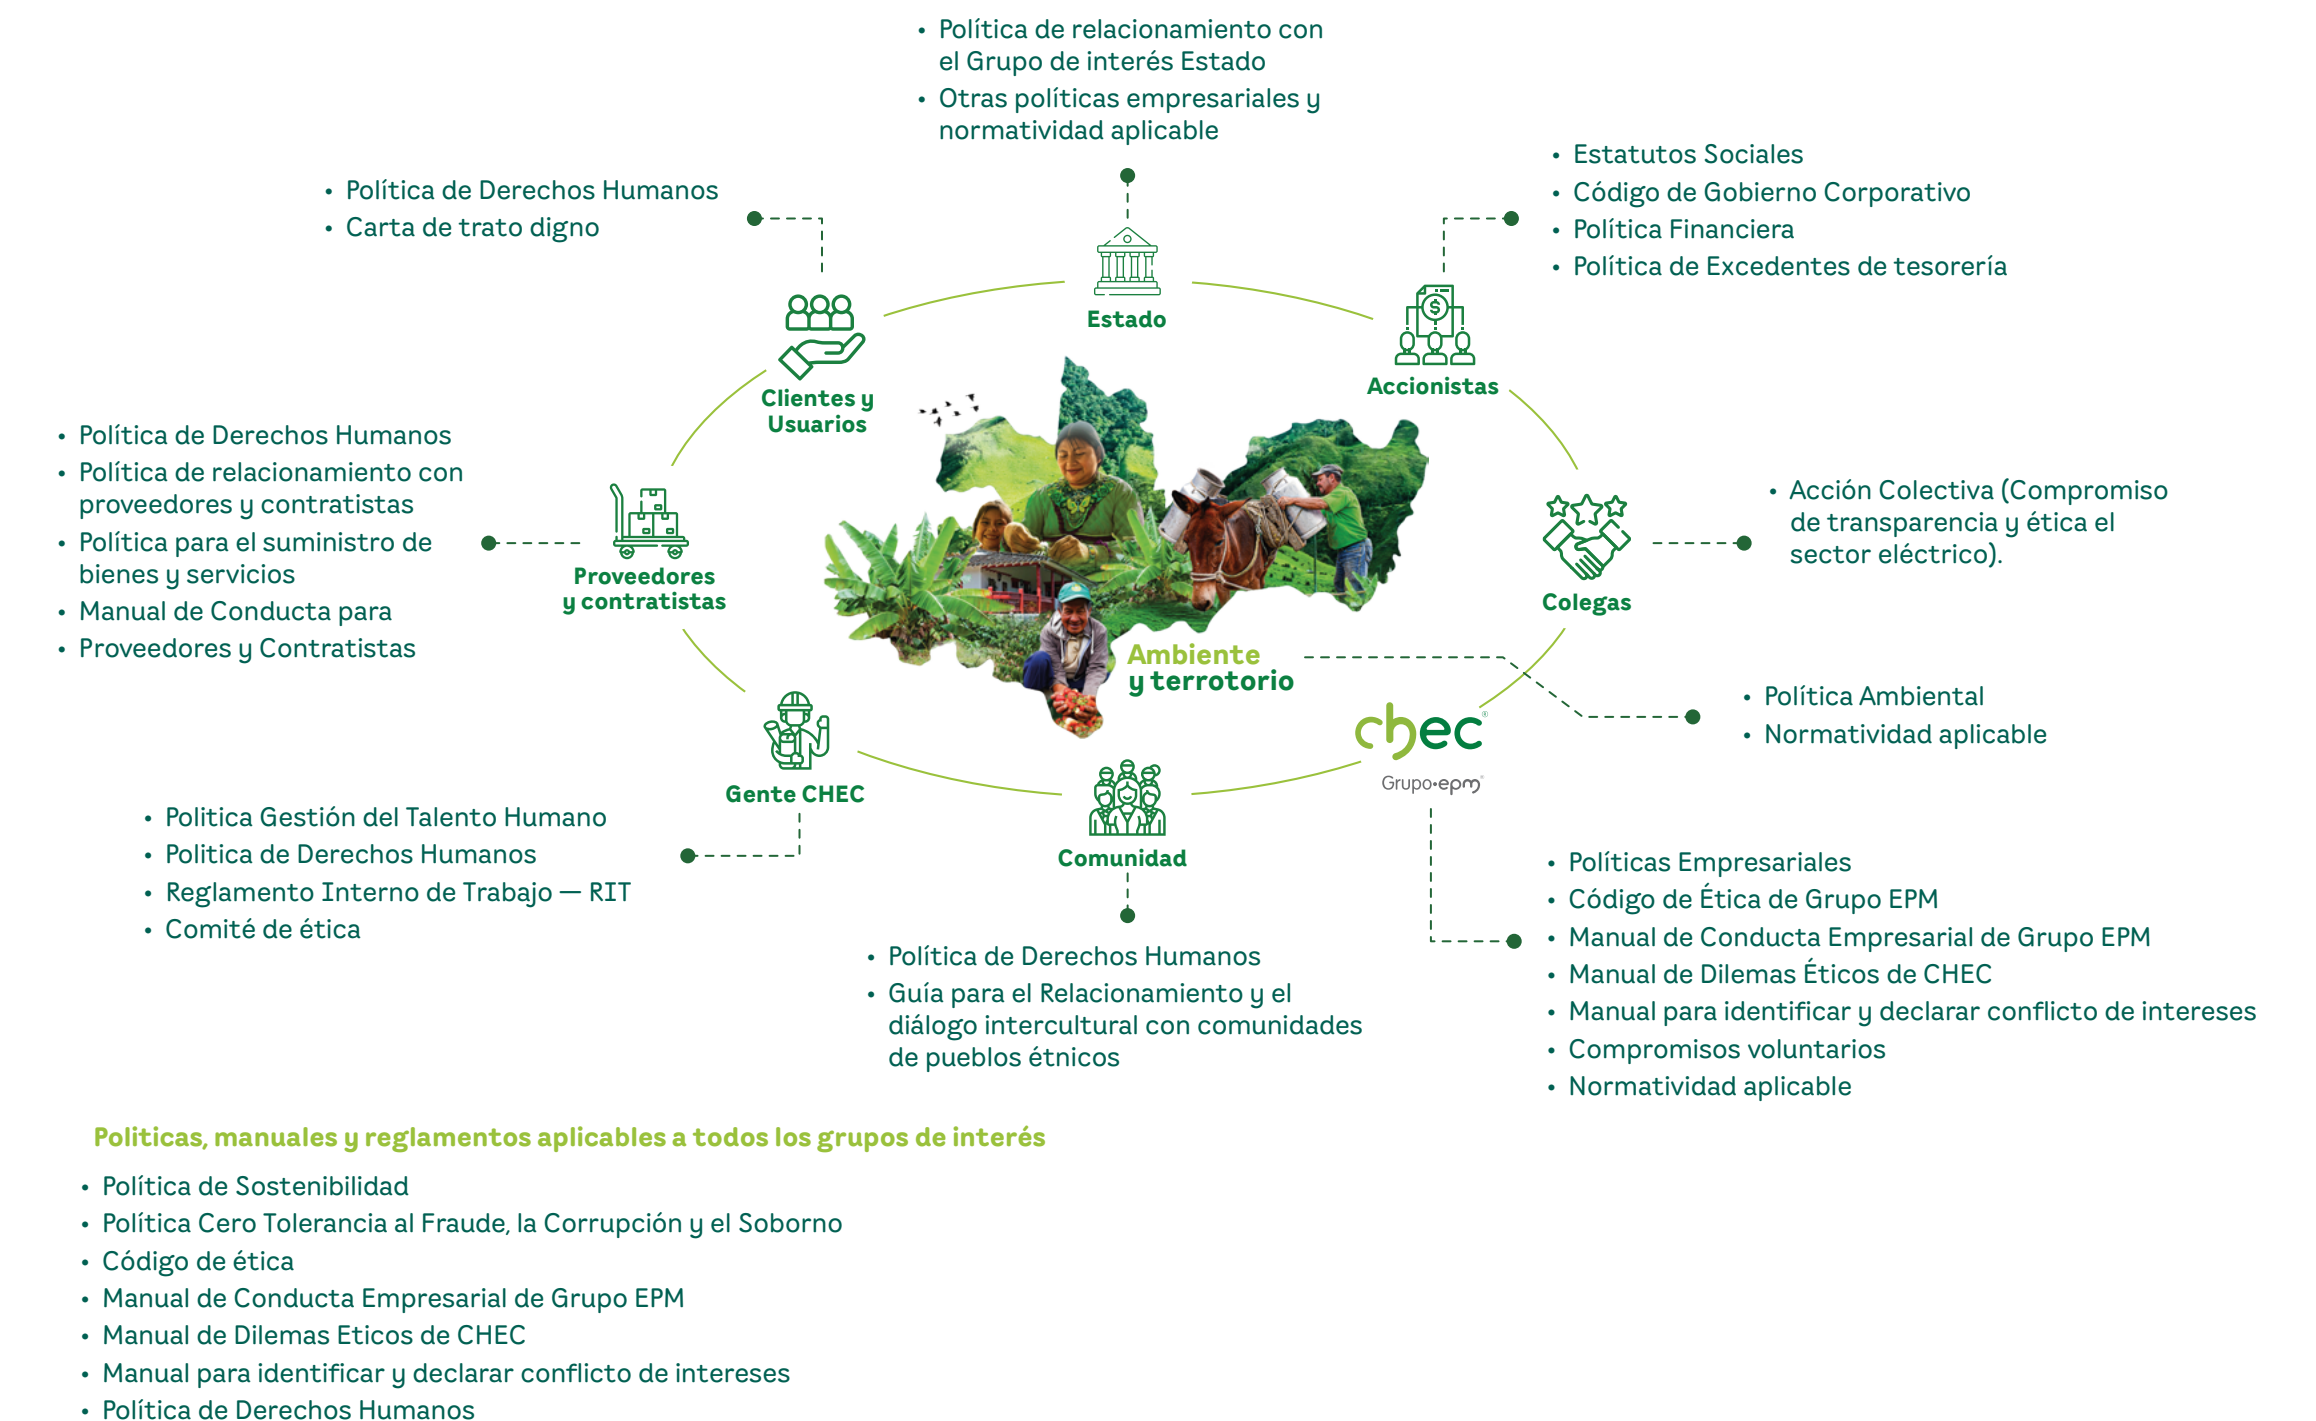 • Política de relacionamiento con
el Grupo de interés Estado
• Otras políticas empresariales y
normatividad aplicable
• Política de Derechos Humanos
• Carta de trato digno
• Estatutos Sociales
• Código de Gobierno Corporativo
• Política Financiera
• Política de Excedentes de tesorería
Estado
Accionistas
Clientes y
Usuarios
• Política de Derechos Humanos
• Política de relacionamiento con
proveedores y contratistas
• Política para el suministro de
bienes y servicios
• Manual de Conducta para
• Proveedores y Contratistas
Proveedores
y contratistas
• Acción Colectiva (Compromiso
de transparencia y ética el
sector eléctrico).
Colegas
Ambiente
y terrotorio
• Política Ambiental
• Normatividad aplicable
chec®
Grupo•epm®
Gente CHEC
• Politica Gestión del Talento Humano
• Politica de Derechos Humanos
• Reglamento Interno de Trabajo — RIT
• Comité de ética
Comunidad
• Política de Derechos Humanos
• Guía para el Relacionamiento y el
diálogo intercultural con comunidades
de pueblos étnicos
• Políticas Empresariales
• Código de Ética de Grupo EPM
• Manual de Conducta Empresarial de Grupo EPM
• Manual de Dilemas Éticos de CHEC
• Manual para identificar y declarar conflicto de intereses
• Compromisos voluntarios
• Normatividad aplicable
Politicas, manuales y reglamentos aplicables a todos los grupos de interés
• Política de Sostenibilidad
• Política Cero Tolerancia al Fraude, la Corrupción y el Soborno
• Código de ética
• Manual de Conducta Empresarial de Grupo EPM
• Manual de Dilemas Eticos de CHEC
• Manual para identificar y declarar conflicto de intereses
• Política de Derechos Humanos